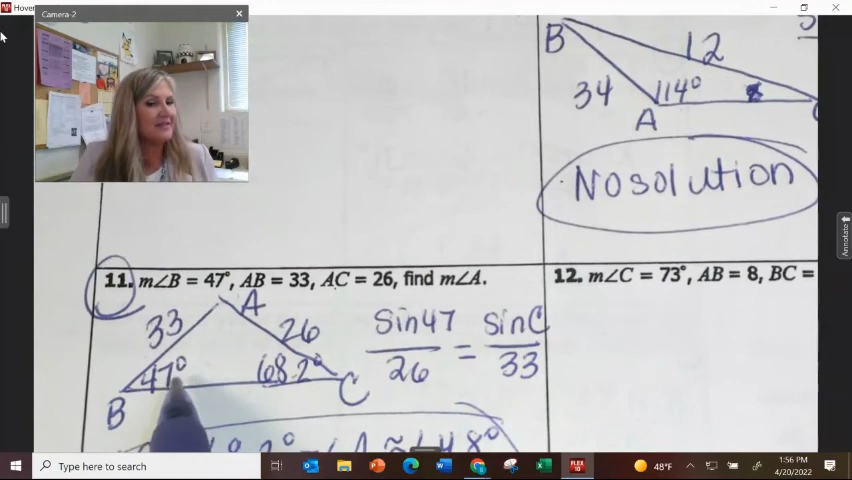 Hover
Camera-2
B
12
34
114°
A
No solution
11. m∠B = 47°, AB = 33, AC = 26, find m∠A.
12. m∠C = 73°, AB = 8, BC =
A
33
26
47°
68.2°
B
C
Sin47 = SinC
26 33
Annotate
Type here to search
48°F
1:56 PM
4/20/2022